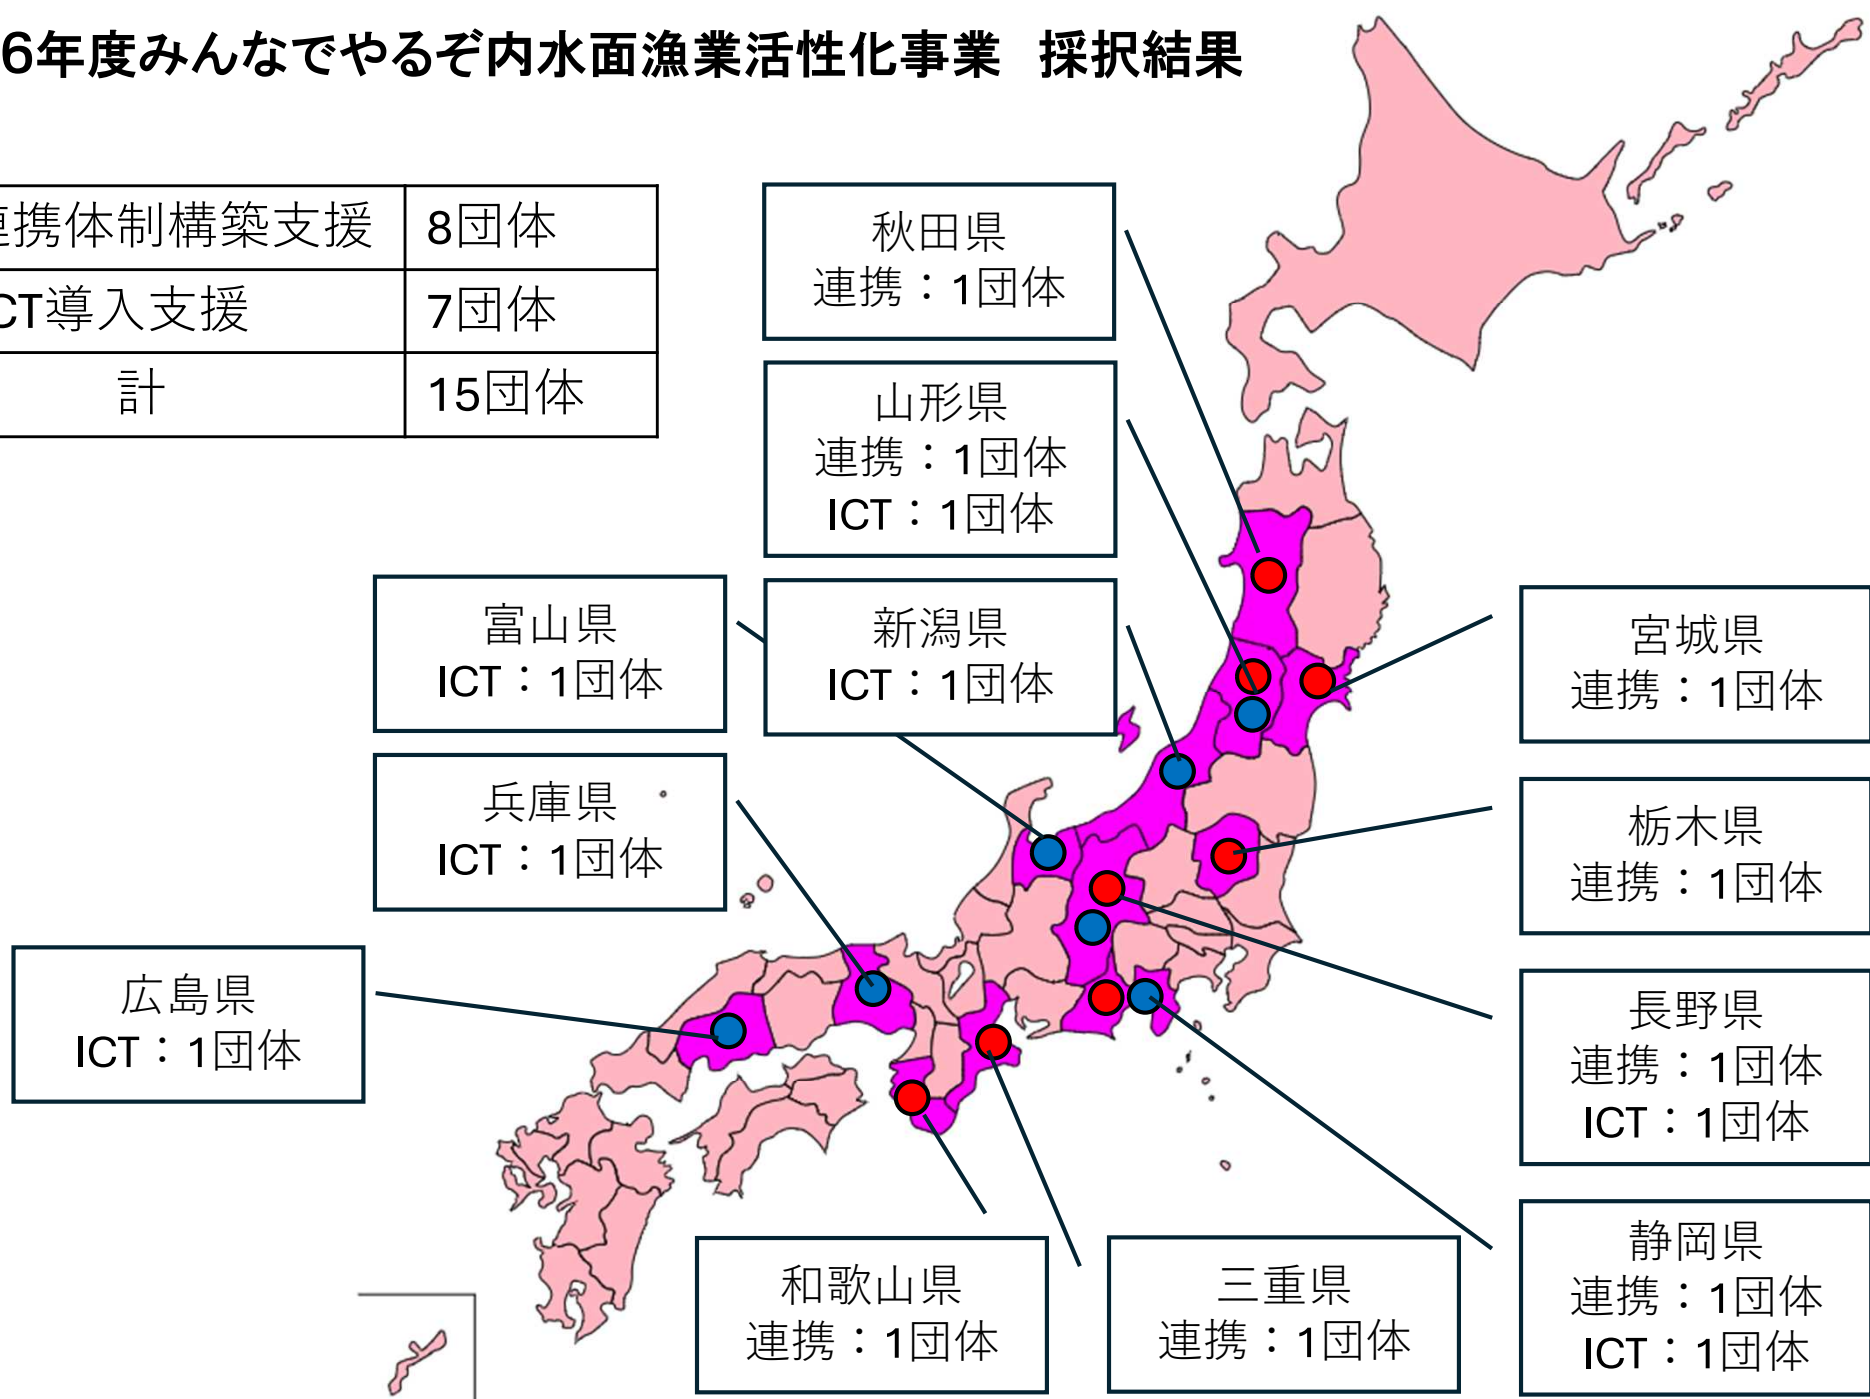 6年度みんなでやるぞ内水面漁業活性化事業　採択結果
連携体制構築支援 8団体
CT導入支援 7団体
計 15団体
秋田県
連携：1団体
山形県
連携：1団体
ICT：1団体
富山県
ICT：1団体
新潟県
ICT：1団体
宮城県
連携：1団体
兵庫県
ICT：1団体
栃木県
連携：1団体
広島県
ICT：1団体
長野県
連携：1団体
ICT：1団体
和歌山県
連携：1団体
三重県
連携：1団体
静岡県
連携：1団体
ICT：1団体